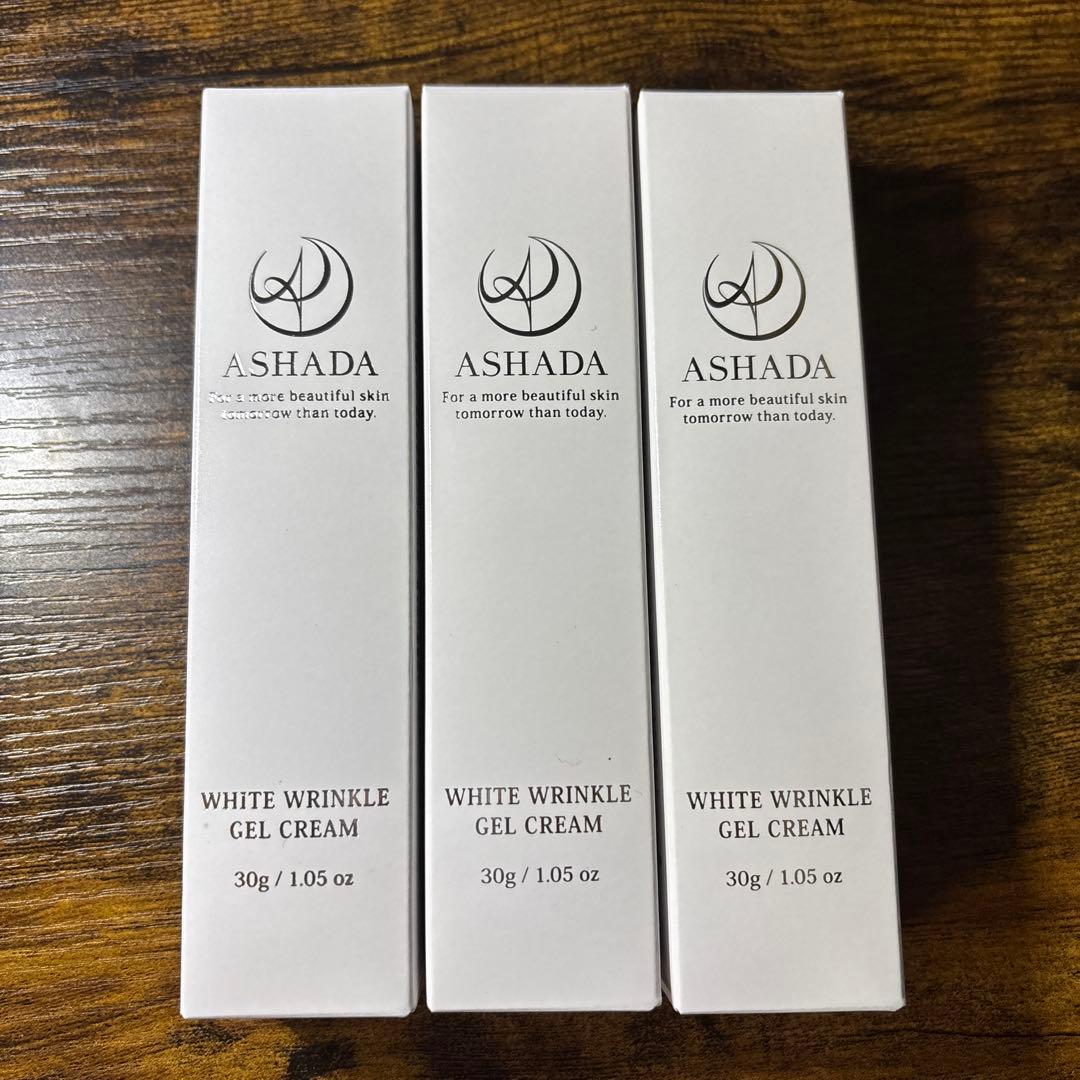 ASHADA
For a more beautiful skin
tomorrow than today.
WHITE WRINKLE
GEL CREAM
30g / 1.05 oz
ASHADA
For a more beautiful skin
tomorrow than today.
WHITE WRINKLE
GEL CREAM
30g / 1.05 oz
ASHADA
For a more beautiful skin
tomorrow than today.
WHITE WRINKLE
GEL CREAM
30g / 1.05 oz